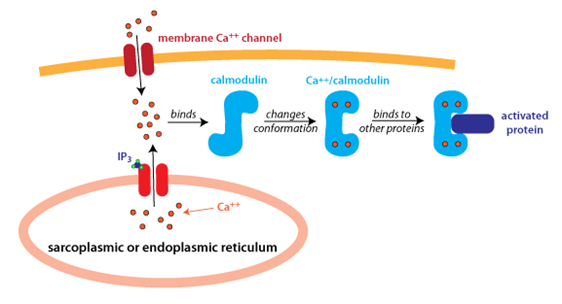 membrane Ca++ channel
calmodulin
Ca++/calmodulin
binds
changes
conformation
binds to
other proteins
activated
protein
IP3
Ca++
sarcoplasmic or endoplasmic reticulum